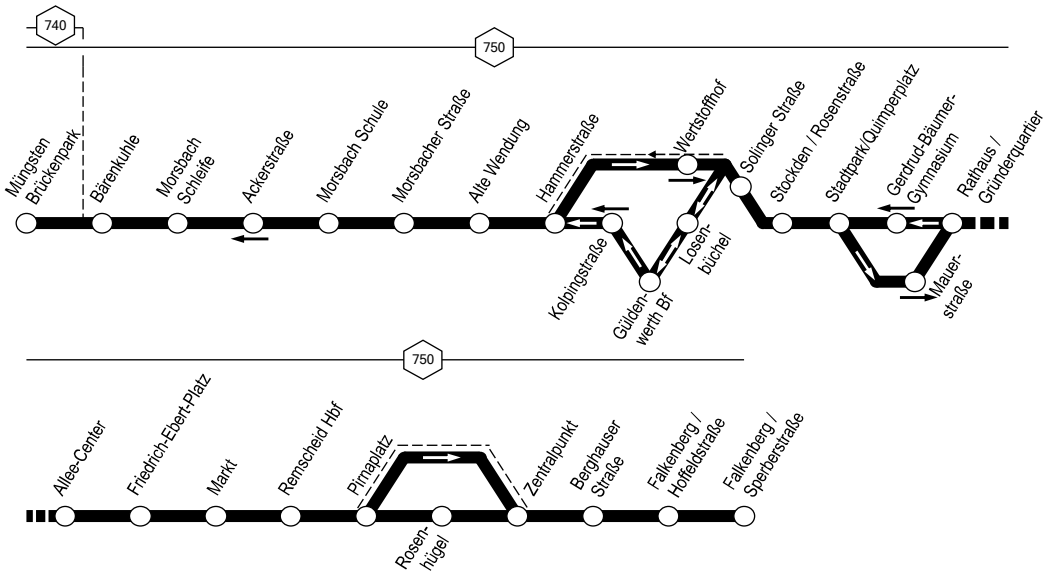 740
750
Müngsten
Brückenpark
Bärenkuhle
Morsbach
Schleife
Ackerstraße
Morsbach Schule
Morsbacher Straße
Alte Wendung
Hammerstraße
Kolpingstraße
Gülden-
werth Bf
Wertstoffhof
Losen-
büchel
Solinger Straße
Stockden / Rosenstraße
Stadtpark/Quimperplatz
Gertrud-Bäumer-
Gymnasium
Mauer-
straße
Rathaus /
Gründerquartier
750
Allee-Center
Friedrich-Ebert-Platz
Markt
Remscheid Hbf
Pirnaplatz
Rosen-
hügel
Zentralpunkt
Berghauser
Straße
Falkenberg /
Hoffeldstraße
Falkenberg /
Sperberstraße